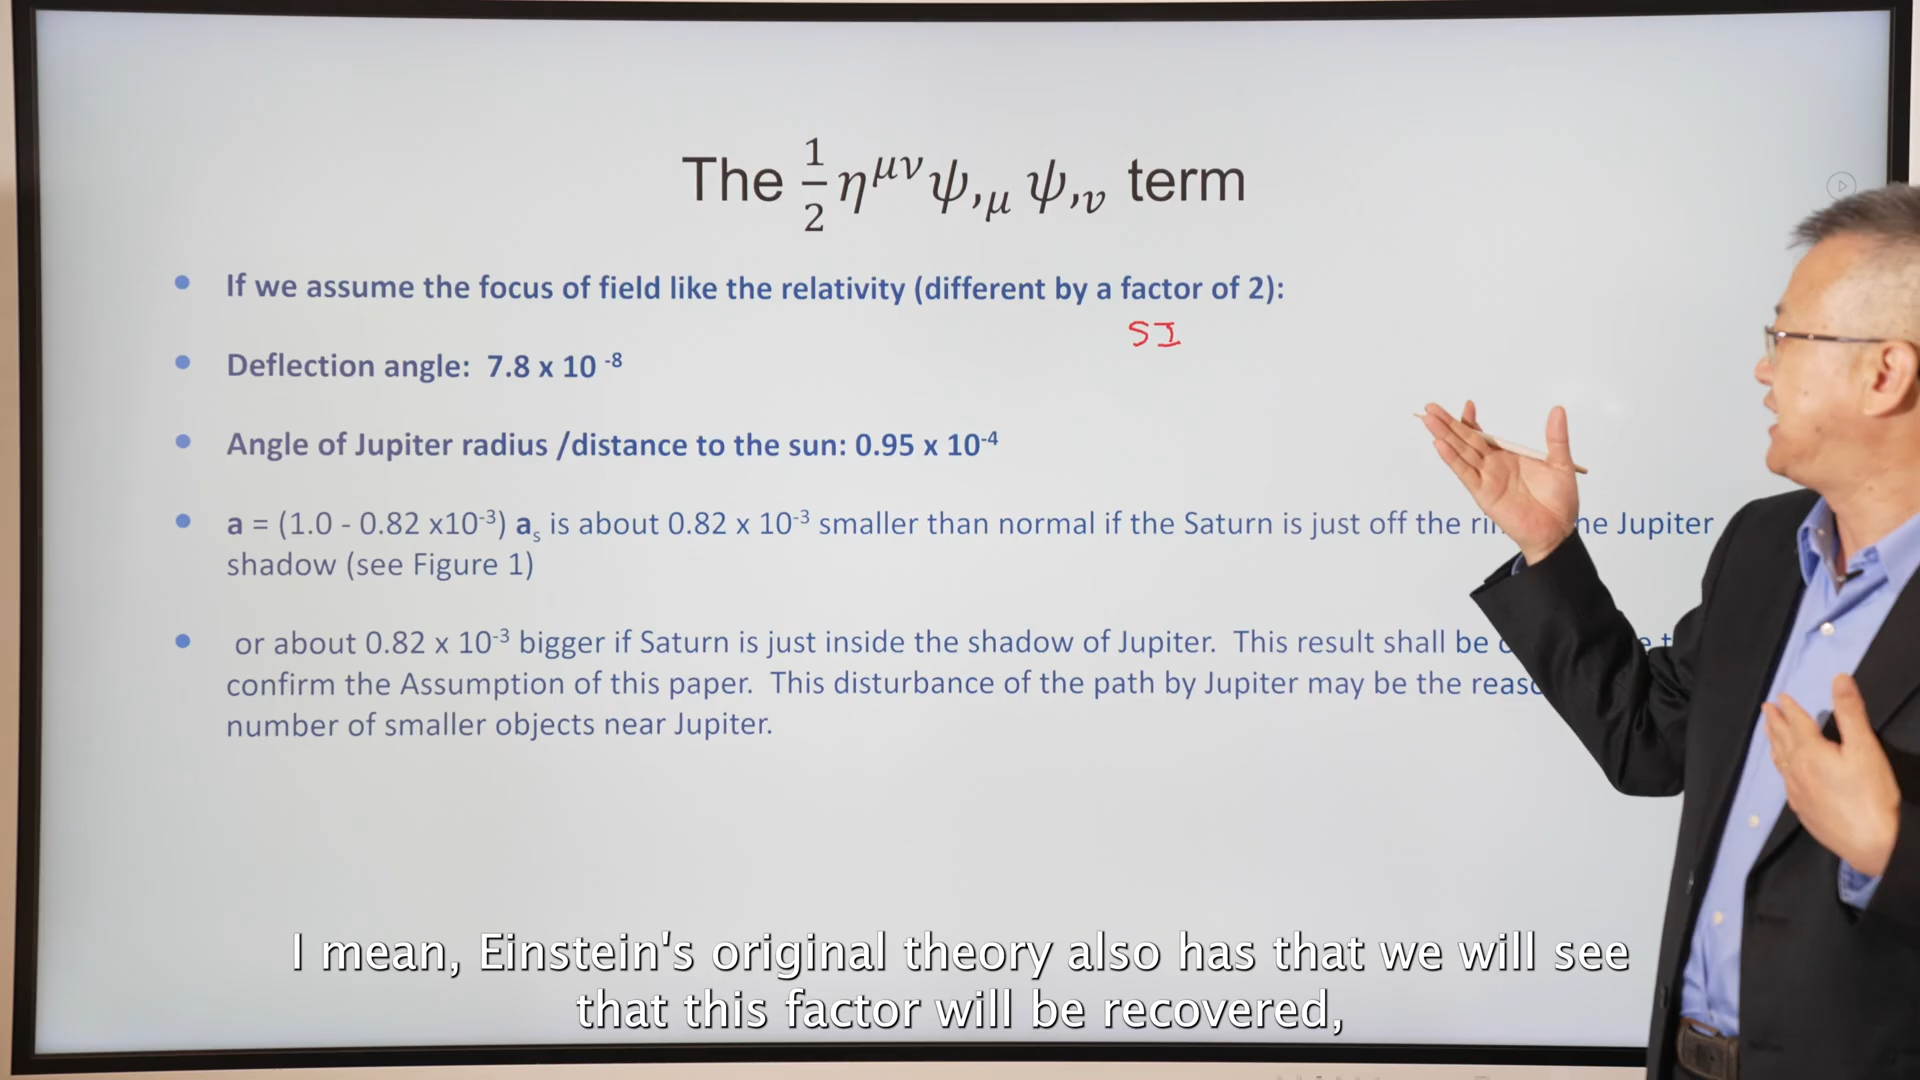 The ½ η^{μν} ψ,_μ ψ,_ν term
• If we assume the focus of field like the relativity (different by a factor of 2):
SI
• Deflection angle: 7.8 x 10 ⁻⁸
• Angle of Jupiter radius /distance to the sun: 0.95 x 10⁻⁴
• a = (1.0 - 0.82 x10⁻³) aₛ is about 0.82 x 10⁻³ smaller than normal if the Saturn is just off the Jupiter
shadow (see Figure 1)
• or about 0.82 x 10⁻³ bigger if Saturn is just inside the shadow of Jupiter. This result shall be
confirm the Assumption of this paper. This disturbance of the path by Jupiter may be the
number of smaller objects near Jupiter.
I mean, Einstein's original theory also has that we will see
that this factor will be recovered,